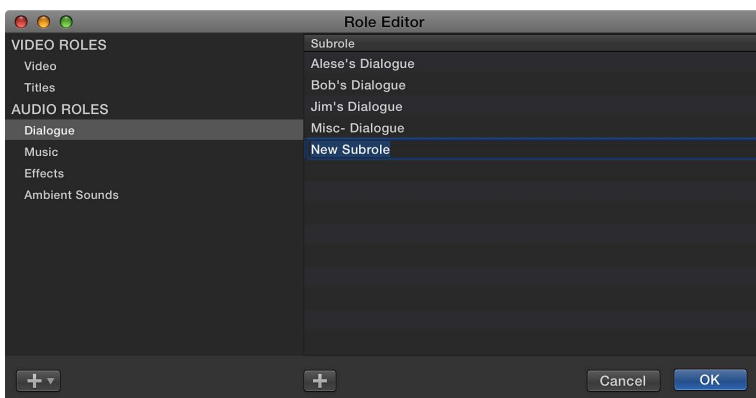 Role Editor
VIDEO ROLES
Video
Titles
AUDIO ROLES
Dialogue
Music
Effects
Ambient Sounds
Subrole
Alese's Dialogue
Bob's Dialogue
Jim's Dialogue
Misc- Dialogue
New Subrole
Cancel
OK